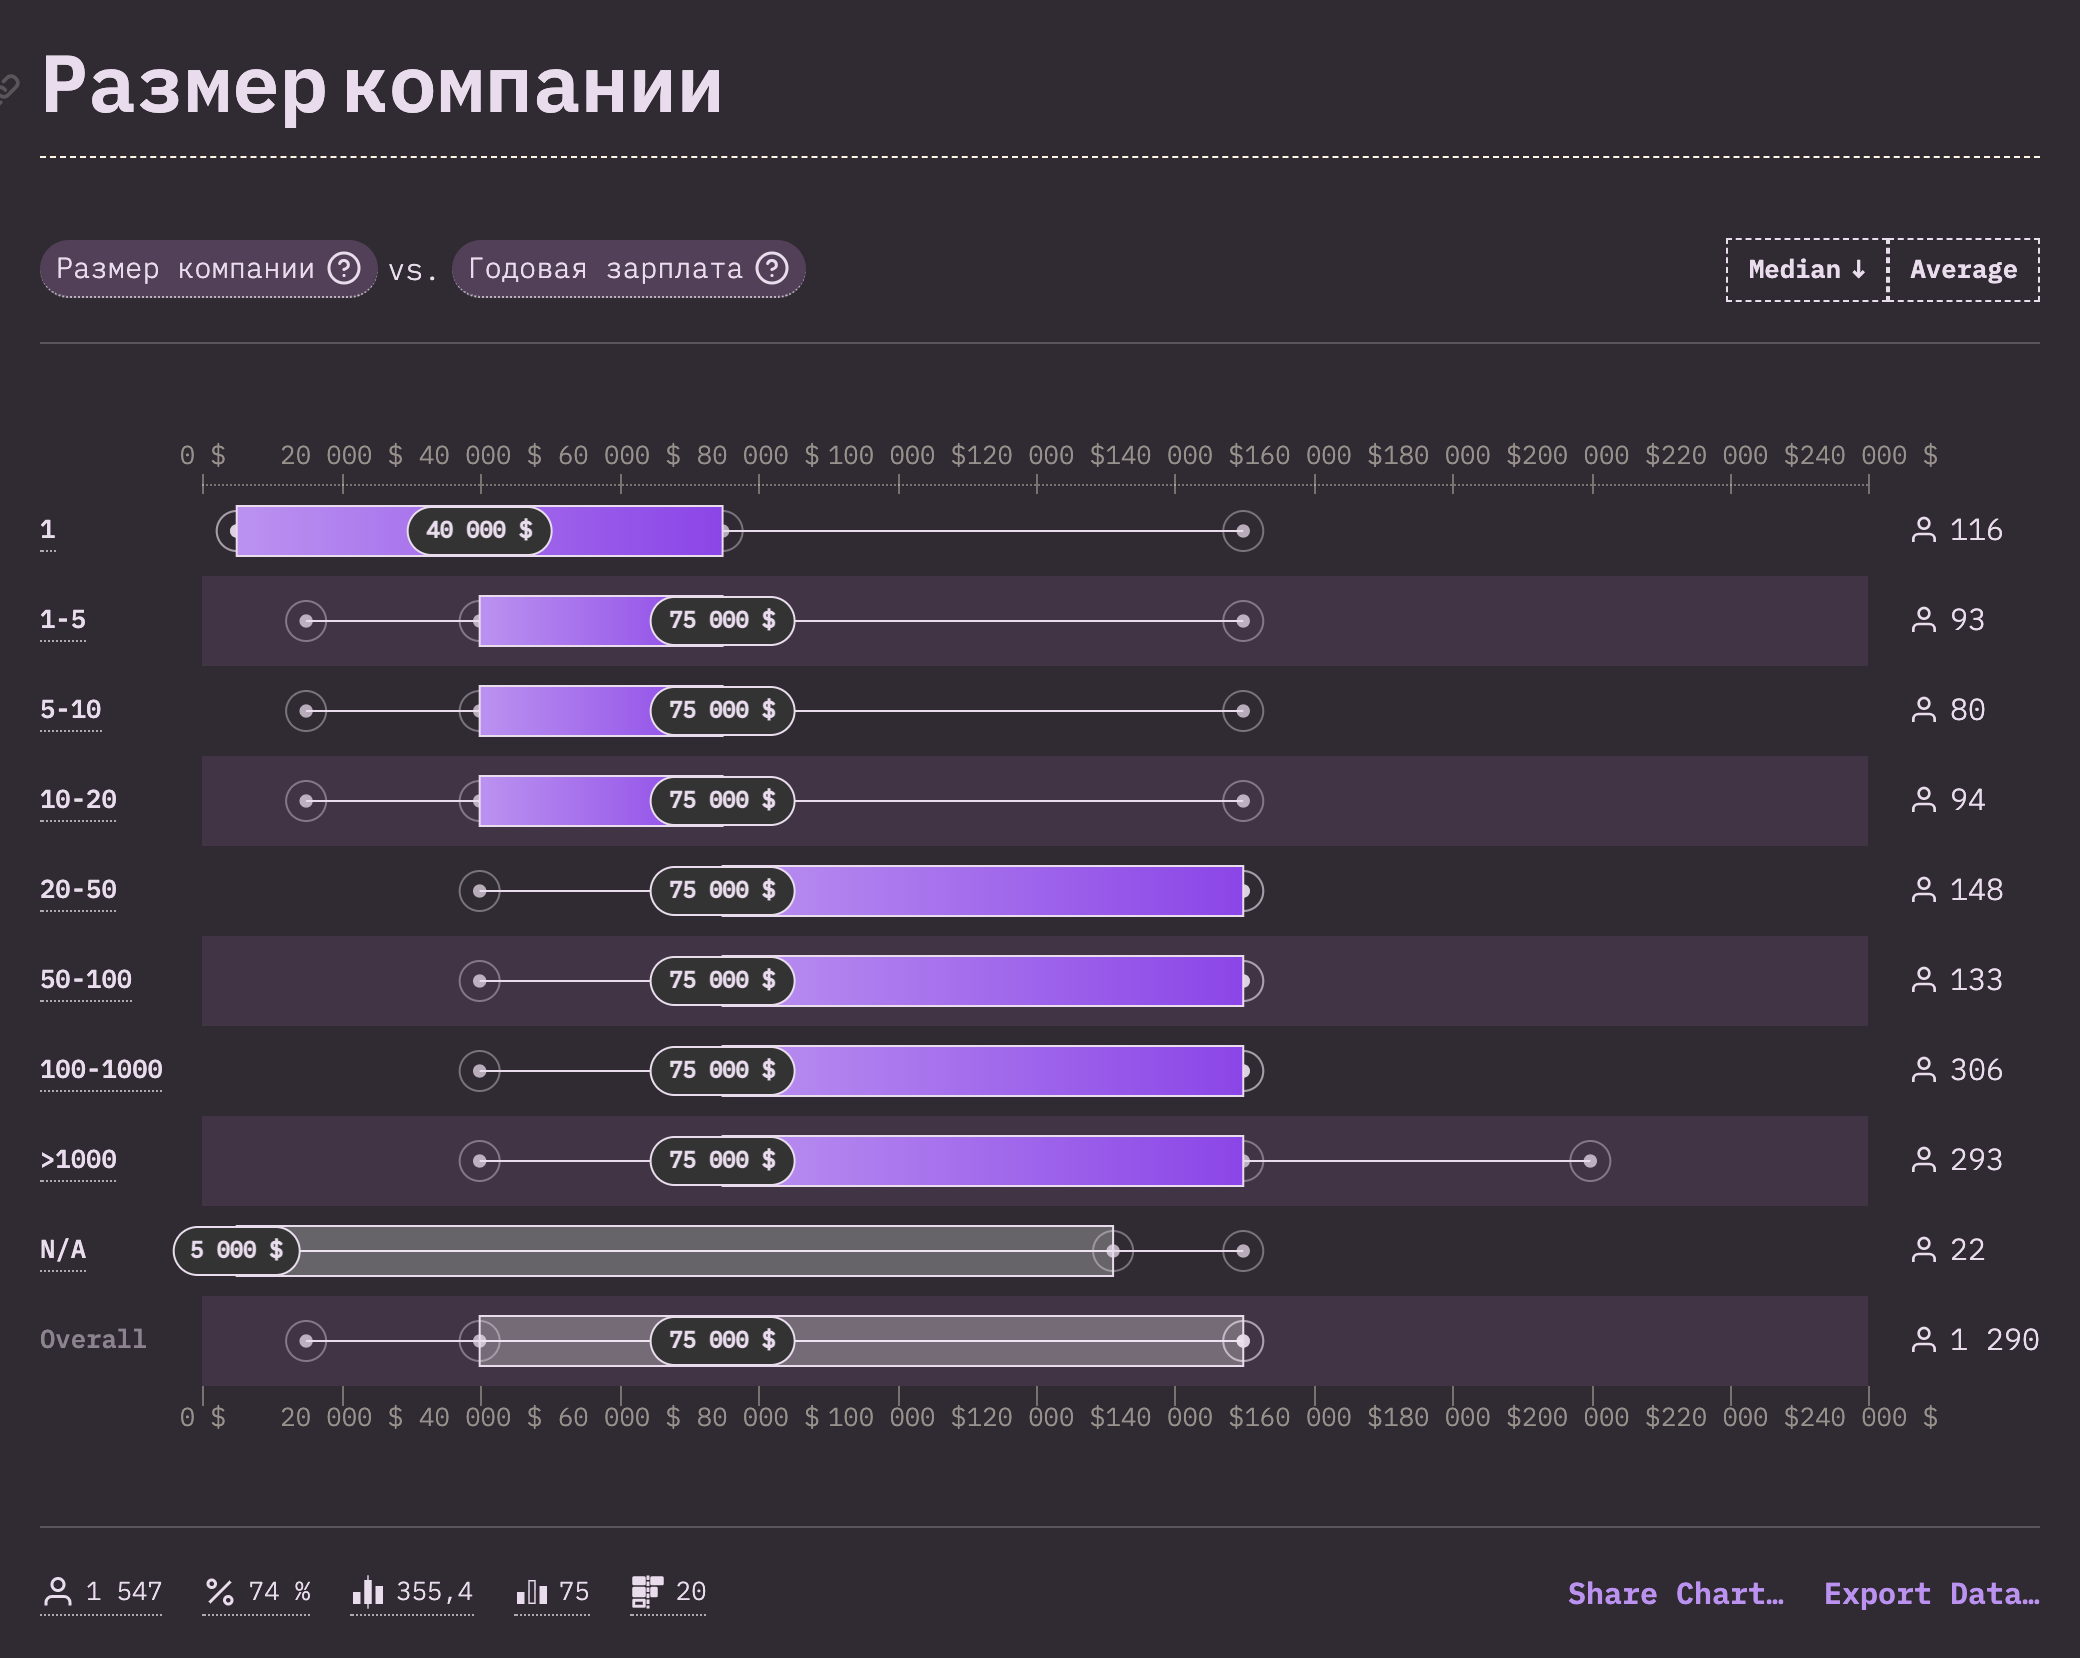 Размер компании
Размер компании ? vs. Годовая зарплата ?
Median ↓ Average
0 $ 20 000 $ 40 000 $ 60 000 $ 80 000 $ 100 000 $120 000 $140 000 $160 000 $180 000 $200 000 $220 000 $240 000 $
1 40 000 $ 116
1-5 75 000 $ 93
5-10 75 000 $ 80
10-20 75 000 $ 94
20-50 75 000 $ 148
50-100 75 000 $ 133
100-1000 75 000 $ 306
>1000 75 000 $ 293
N/A 5 000 $ 22
Overall 75 000 $ 1 290
0 $ 20 000 $ 40 000 $ 60 000 $ 80 000 $ 100 000 $120 000 $140 000 $160 000 $180 000 $200 000 $220 000 $240 000 $
1 547 74 % 355,4 75 20 Share Chart… Export Data…